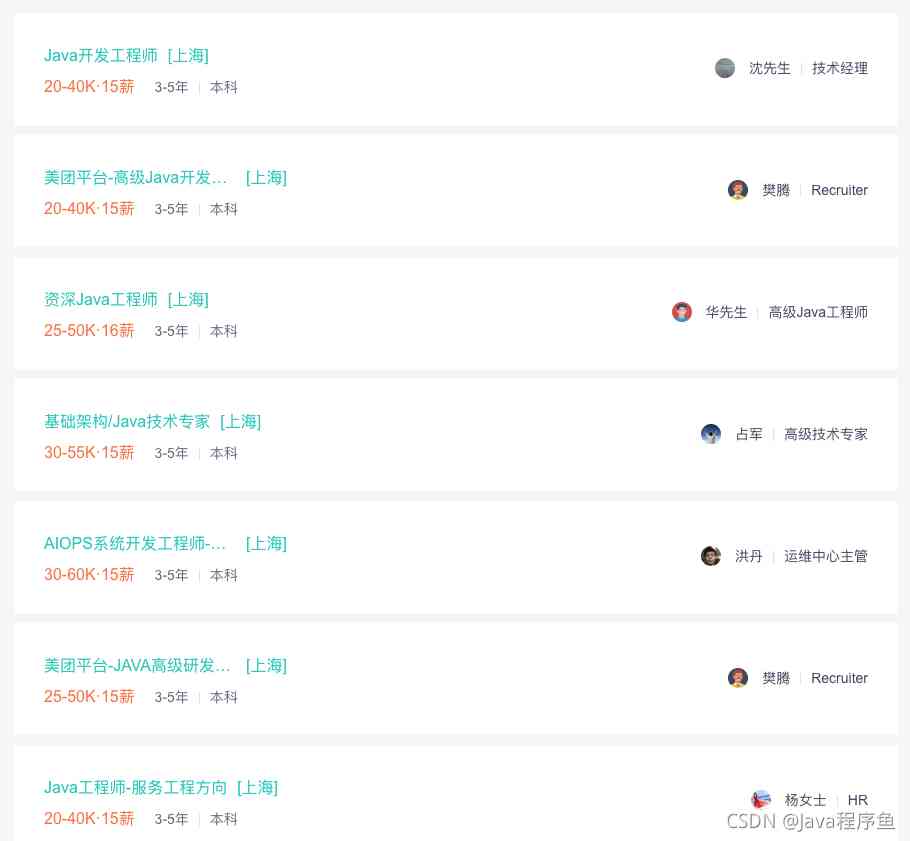 Java开发工程师 [上海]
20-40K·15薪 3-5年 本科
沈先生 技术经理
美团平台-高级Java开发... [上海]
20-40K·15薪 3-5年 本科
樊腾 Recruiter
资深Java工程师 [上海]
25-50K·16薪 3-5年 本科
华先生 高级Java工程师
基础架构/Java技术专家 [上海]
30-55K·15薪 3-5年 本科
占军 高级技术专家
AIOPS系统开发工程师-... [上海]
30-60K·15薪 3-5年 本科
洪丹 运维中心主管
美团平台-JAVA高级研发... [上海]
25-50K·15薪 3-5年 本科
樊腾 Recruiter
Java工程师-服务工程方向 [上海]
20-40K·15薪 3-5年 本科
杨女士 HR
CSDN @Java程序鱼